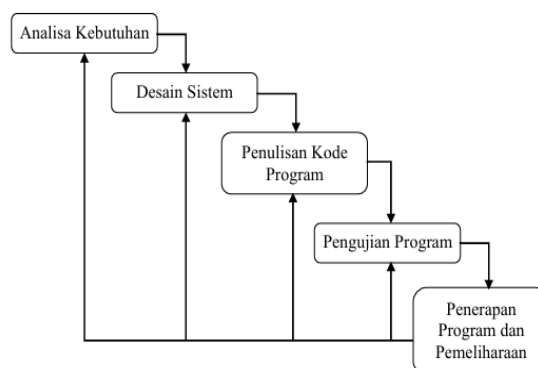 Analisa Kebutuhan
Desain Sistem
Penulisan Kode
Program
Pengujian Program
Penerapan
Program dan
Pemeliharaan